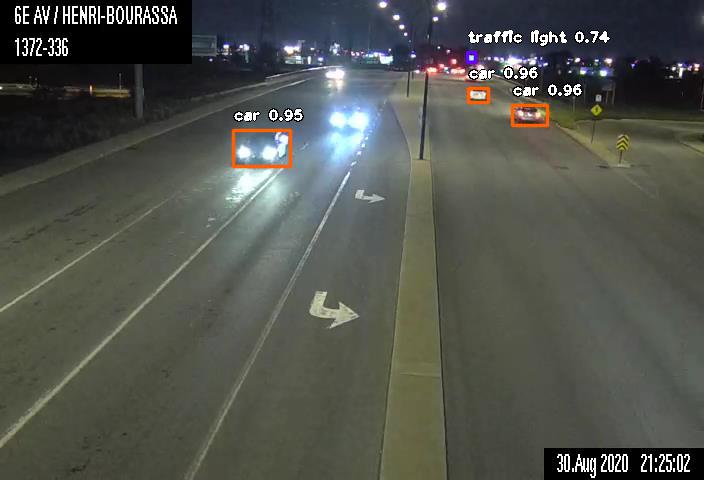 6E AV / HENRI-BOURASSA
1372-336
traffic light 0.74
car 0.96
car 0.96
car 0.95
30.Aug 2020 21:25:02